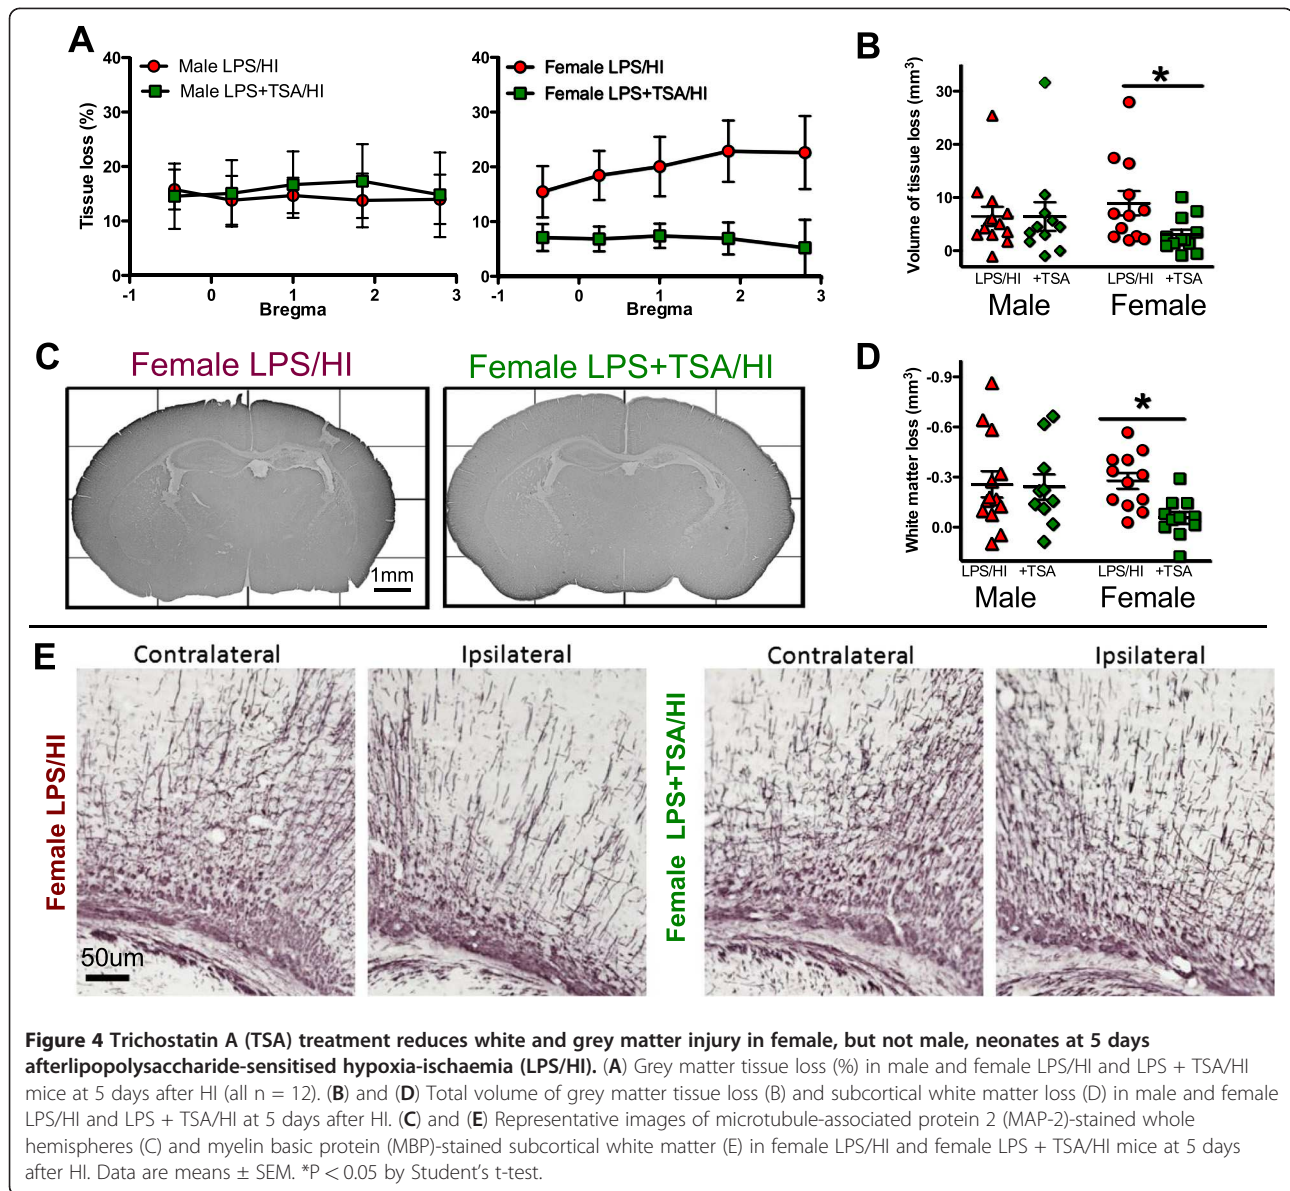 A
40
30
20
10
0
Tissue loss (%)
Male LPS/HI
Male LPS+TSA/HI
-1
0
1
2
3
Bregma
40
30
20
10
0
Female LPS/HI
Female LPS+TSA/HI
-1
0
1
2
3
Bregma
B
Volume of tissue loss (mm³)
30
20
10
0
*
LPS/HI +TSA LPS/HI +TSA
Male Female
C
Female LPS/HI
Female LPS+TSA/HI
1mm
D
White matter loss (mm³)
-0.9
-0.6
-0.3
0.0
*
LPS/HI +TSA LPS/HI +TSA
Male Female
E
Contralateral Ipsilateral Contralateral Ipsilateral
Female LPS/HI
50um
Female LPS+TSA/HI
Figure 4 Trichostatin A (TSA) treatment reduces white and grey matter injury in female, but not male, neonates at 5 days
afterlipopolysaccharide-sensitised hypoxia-ischaemia (LPS/HI). (A) Grey matter tissue loss (%) in male and female LPS/HI and LPS + TSA/HI
mice at 5 days after HI (all n = 12). (B) and (D) Total volume of grey matter tissue loss (B) and subcortical white matter loss (D) in male and female
LPS/HI and LPS + TSA/HI at 5 days after HI. (C) and (E) Representative images of microtubule-associated protein 2 (MAP-2)-stained whole
hemispheres (C) and myelin basic protein (MBP)-stained subcortical white matter (E) in female LPS/HI and female LPS + TSA/HI mice at 5 days
after HI. Data are means ± SEM. *P < 0.05 by Student's t-test.